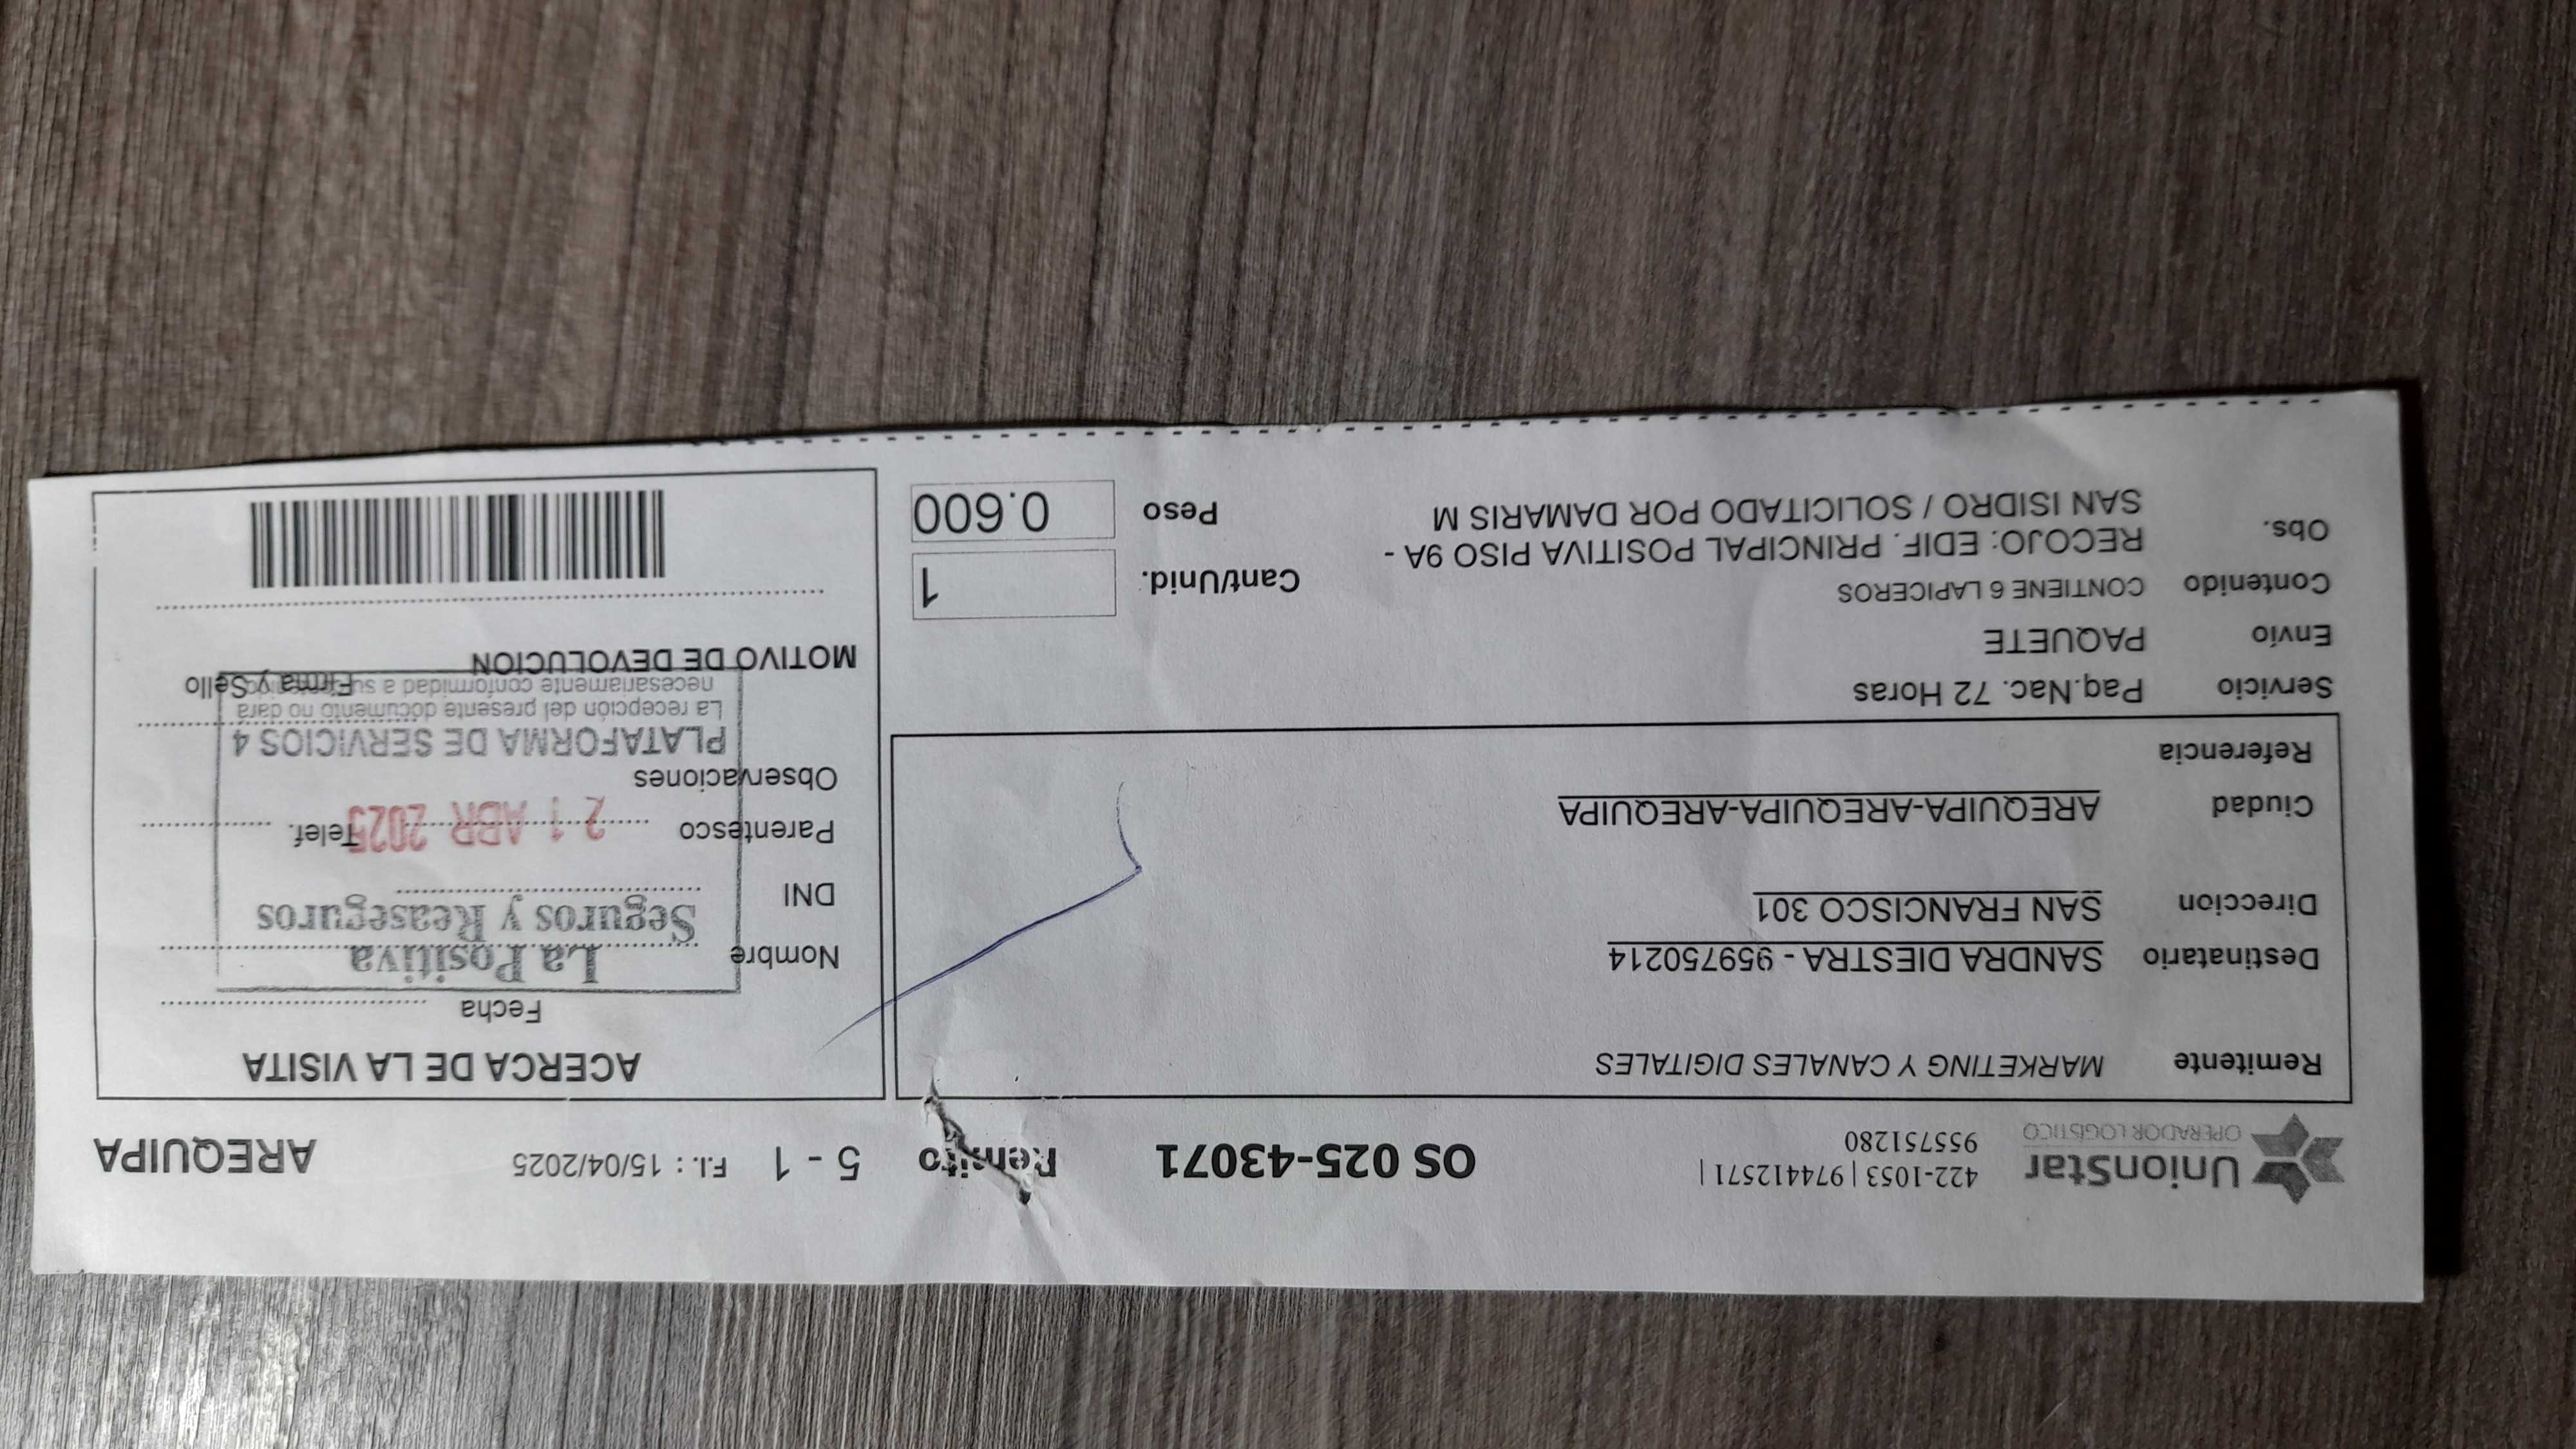 UnionStar
OPERADOR LOGÍSTICO
422-1053 | 974412571 |
955751280
OS 025-43071
Remito 5 - 1
F.I. : 15/04/2025
AREQUIPA
Remitente MARKETING Y CANALES DIGITALES
Destinatario SANDRA DIESTRA - 959750214
Direccion SAN FRANCISCO 301
Ciudad AREQUIPA-AREQUIPA-AREQUIPA
Referencia
Servicio Paq.Nac. 72 Horas
Envío PAQUETE
Contenido CONTIENE 6 LAPICEROS
Obs. RECOJO: EDIF. PRINCIPAL POSITIVA PISO 9A -
SAN ISIDRO / SOLICITADO POR DAMARIS M
Cant/Unid. 1
Peso 0.600
ACERCA DE LA VISITA
Fecha
Nombre
DNI
Parentesco Telef.
Observaciones
Firma y Sello
MOTIVO DE DEVOLUCION
La Positiva
Seguros y Reaseguros
21 ABR 2025
PLATAFORMA DE SERVICIOS 4
La recepción del presente documento no dará
necesariamente conformidad a su